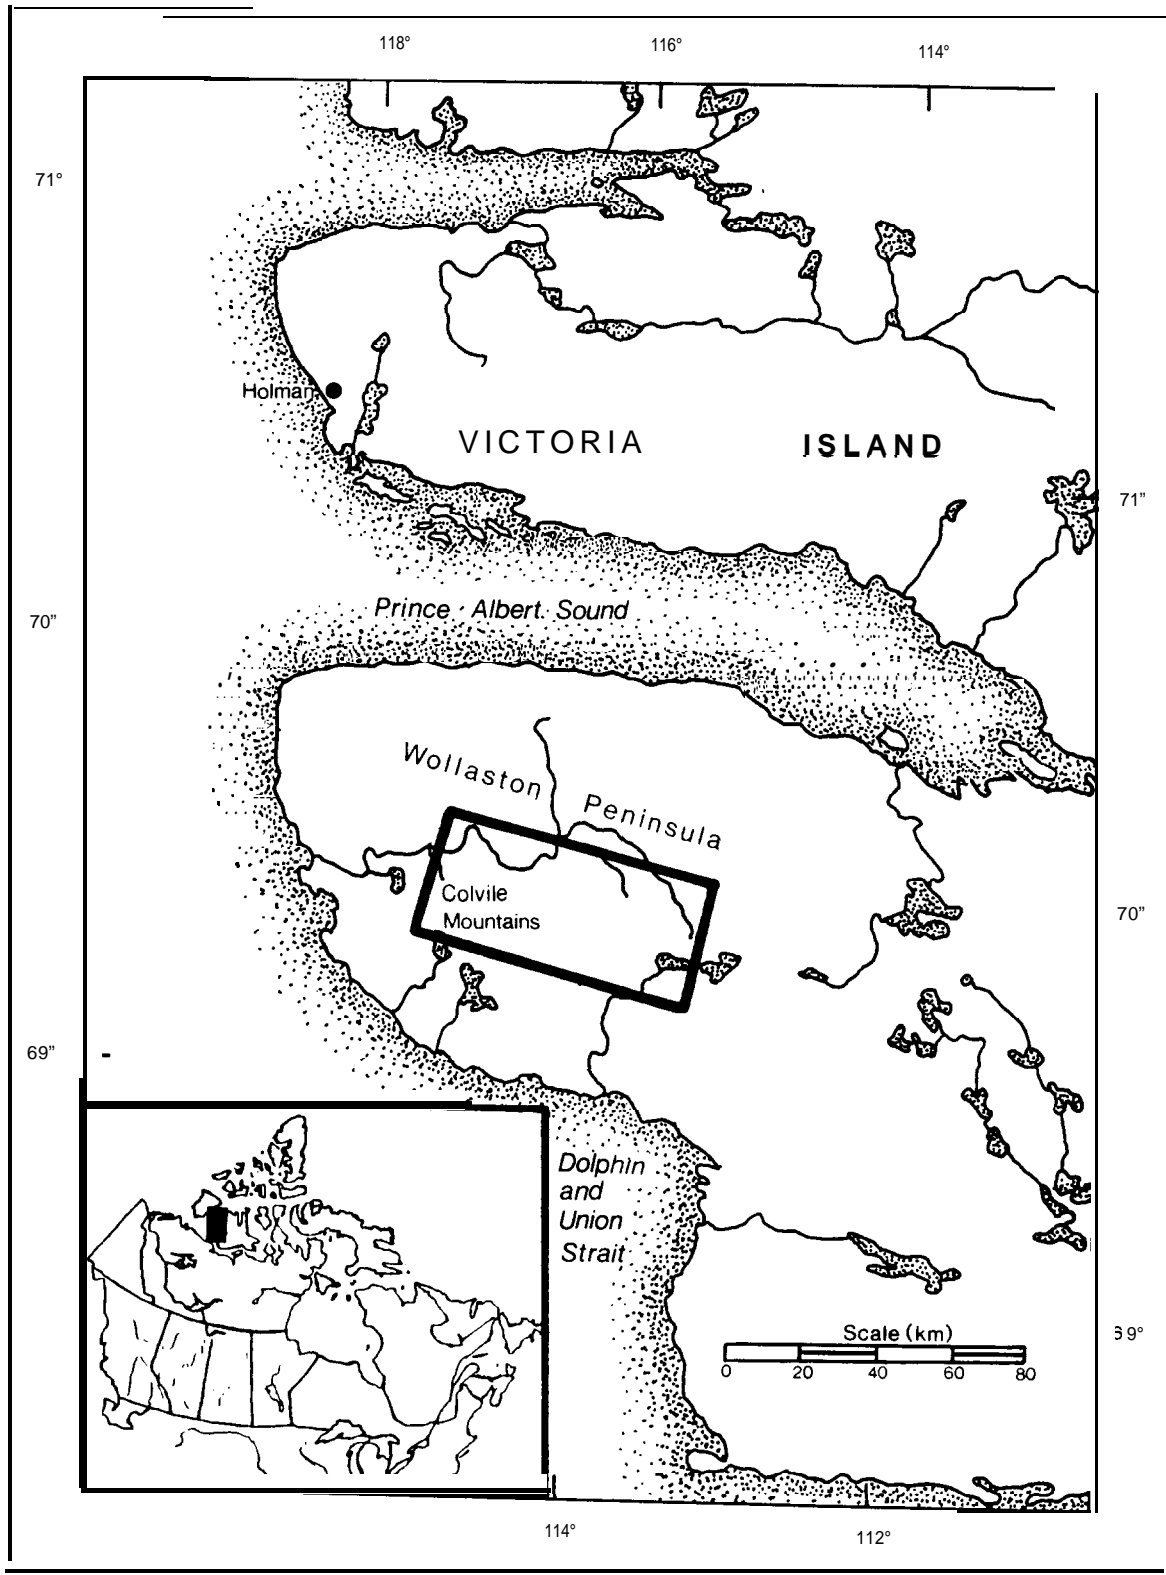 118° 116° 114°
71°
Holman
VICTORIA ISLAND
71”
Prince Albert Sound
70”
Wollaston Peninsula
Colvile
Mountains
70”
69”
Dolphin
and
Union
Strait
Scale (km)
69°
0 20 40 60 80
114° 112°